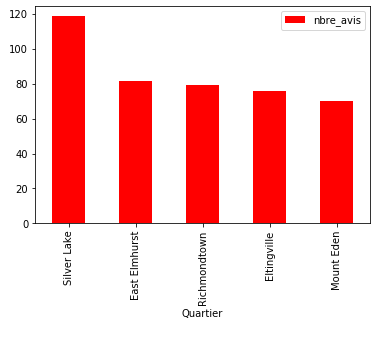 nbre_avis
120
100
80
60
40
20
0
Silver Lake
East Elmhurst
Richmondtown
Eltingville
Mount Eden
Quartier